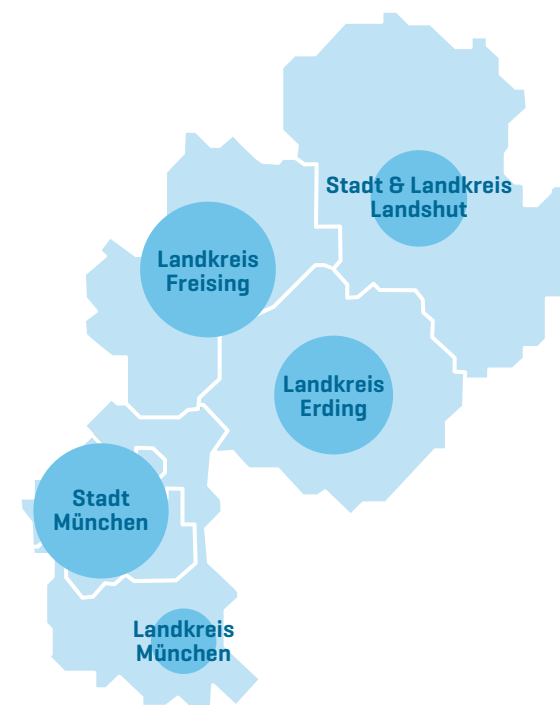 Stadt & Landkreis
Landshut
Landkreis
Freising
Landkreis
Erding
Stadt
München
Landkreis
München